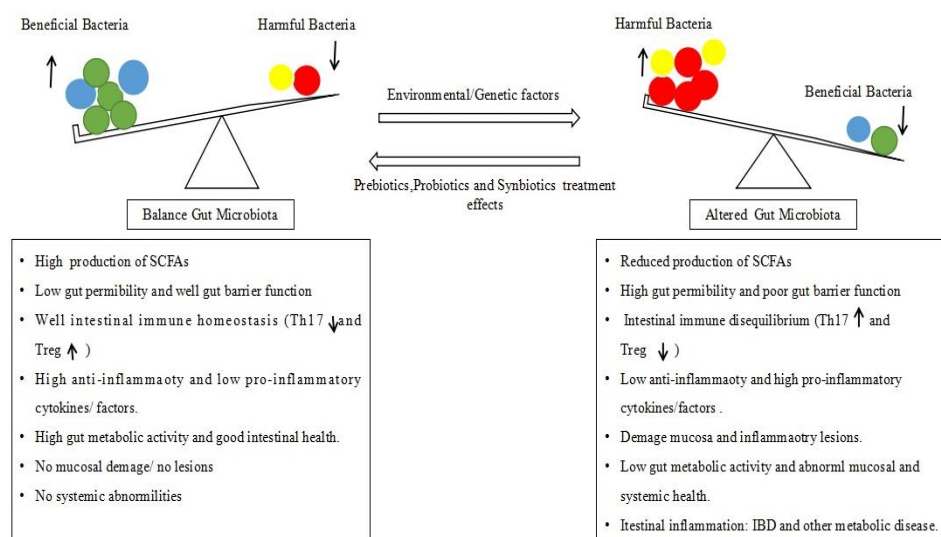 Beneficial Bacteria
Harmful Bacteria
Environmental/Genetic factors
Prebiotics,Probiotics and Synbiotics treatment
effects
Harmful Bacteria
Beneficial Bacteria
Balance Gut Microbiota
Altered Gut Microbiota
• High production of SCFAs
• Low gut permibility and well gut barrier function
• Well intestinal immune homeostasis (Th17 ↓and
Treg ↑ )
• High anti-inflammaoty and low pro-inflammatory
cytokines/ factors.
• High gut metabolic activity and good intestinal health.
• No mucosal demage/ no lesions
• No systemic abnormilities
• Reduced production of SCFAs
• High gut permibility and poor gut barrier function
• Intestinal immune disequilibrium (Th17 ↑ and
Treg ↓ )
• Low anti-inflammaoty and high pro-inflammatory
cytokines/factors .
• Demage mucosa and inflammaotry lesions.
• Low gut metabolic activity and abnorml mucosal and
systemic health.
• Itestinal inflammation: IBD and other metabolic disease.